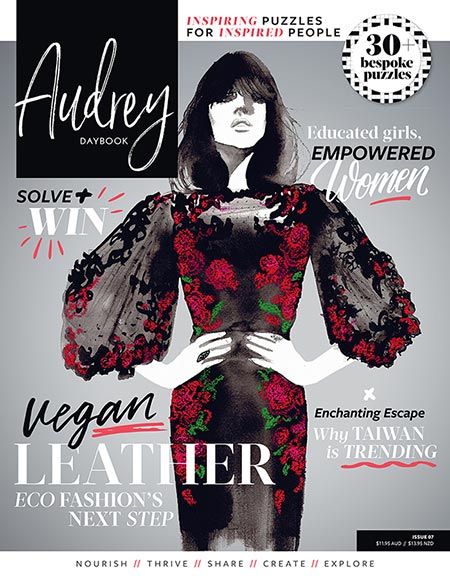 INSPIRING PUZZLES
FOR INSPIRED PEOPLE
Audrey
DAYBOOK
30+
bespoke
puzzles
Educated girls,
EMPOWERED
Women
SOLVE +
WIN
vegan
LEATHER
ECO FASHION'S
NEXT STEP
Enchanting Escape
Why TAIWAN
is TRENDING
ISSUE 07
$11.95 AUD // $13.95 NZD
NOURISH // THRIVE // SHARE // CREATE // EXPLORE